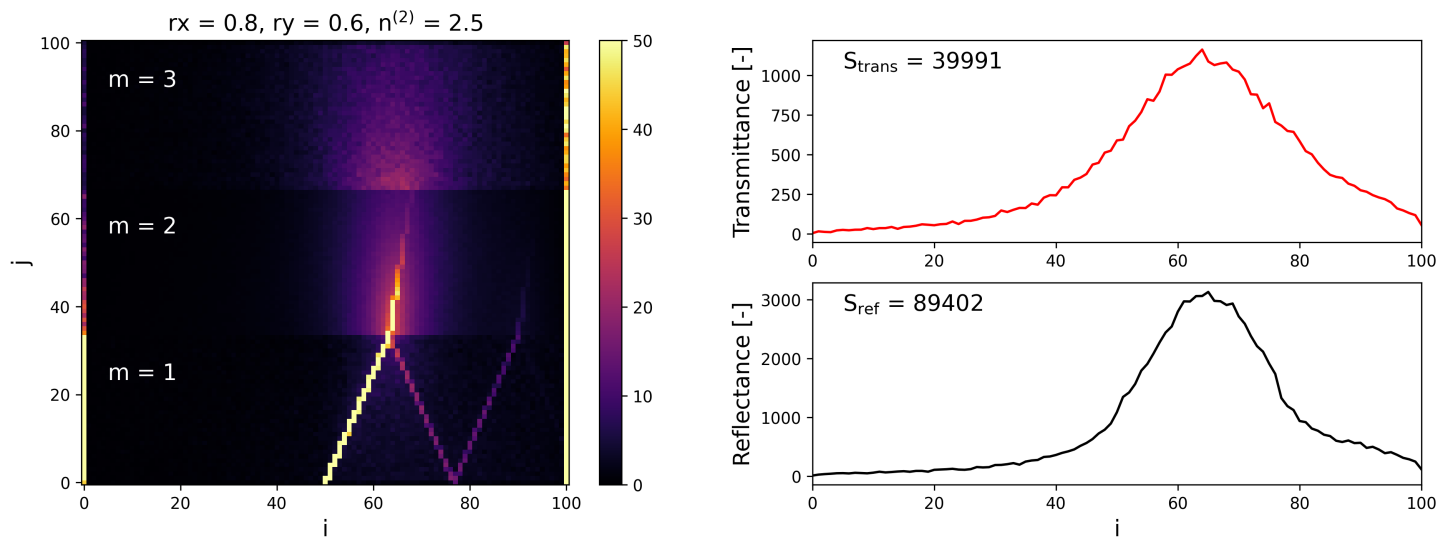 rx = 0.8, ry = 0.6, n(2) = 2.5
100
80
60
40
20
0
j
m = 3
m = 2
m = 1
0 20 40 60 80 100
i
50
40
30
20
10
0
Transmittance [-]
1000
750
500
250
0
Strans = 39991
0 20 40 60 80 100
Reflectance [-]
3000
2000
1000
0
Sref = 89402
0 20 40 60 80 100
i